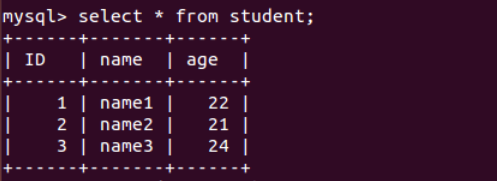 mysql> select * from student;
+------+-------+------+
| ID   | name  | age  |
+------+-------+------+
|    1 | name1 |   22 |
|    2 | name2 |   21 |
|    3 | name3 |   24 |
+------+-------+------+